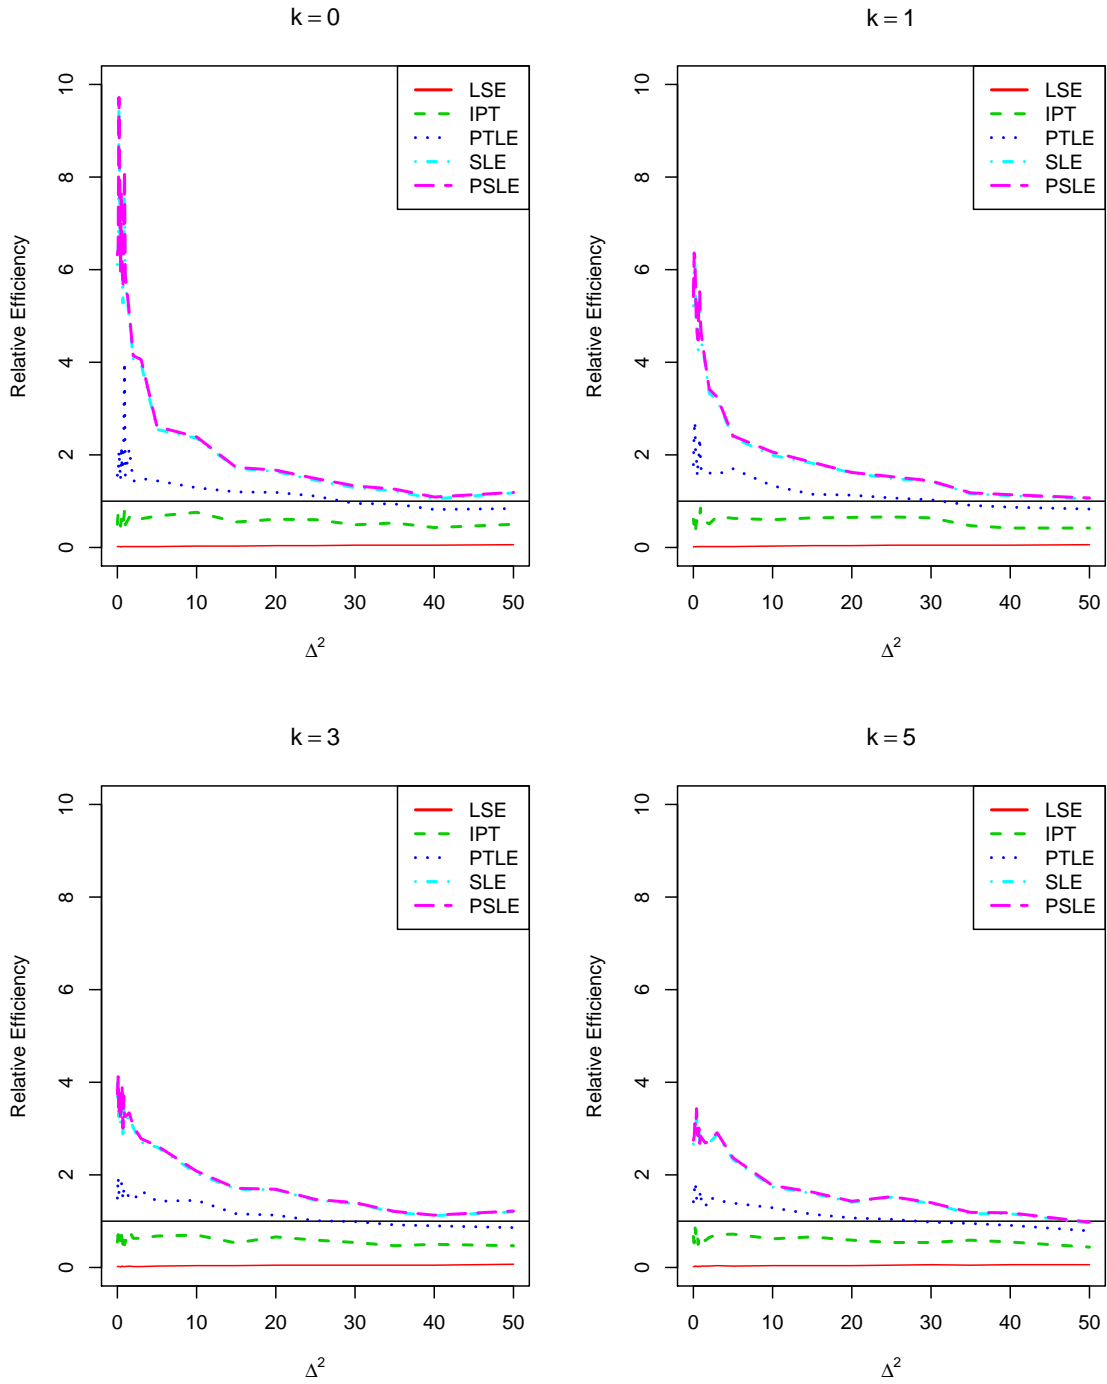 k = 0
10
8
6
4
2
0
Relative Efficiency
LSE
IPT
PTLE
SLE
PSLE
0 10 20 30 40 50
Δ²
k = 1
10
8
6
4
2
0
Relative Efficiency
LSE
IPT
PTLE
SLE
PSLE
0 10 20 30 40 50
Δ²
k = 3
10
8
6
4
2
0
Relative Efficiency
LSE
IPT
PTLE
SLE
PSLE
0 10 20 30 40 50
Δ²
k = 5
10
8
6
4
2
0
Relative Efficiency
LSE
IPT
PTLE
SLE
PSLE
0 10 20 30 40 50
Δ²